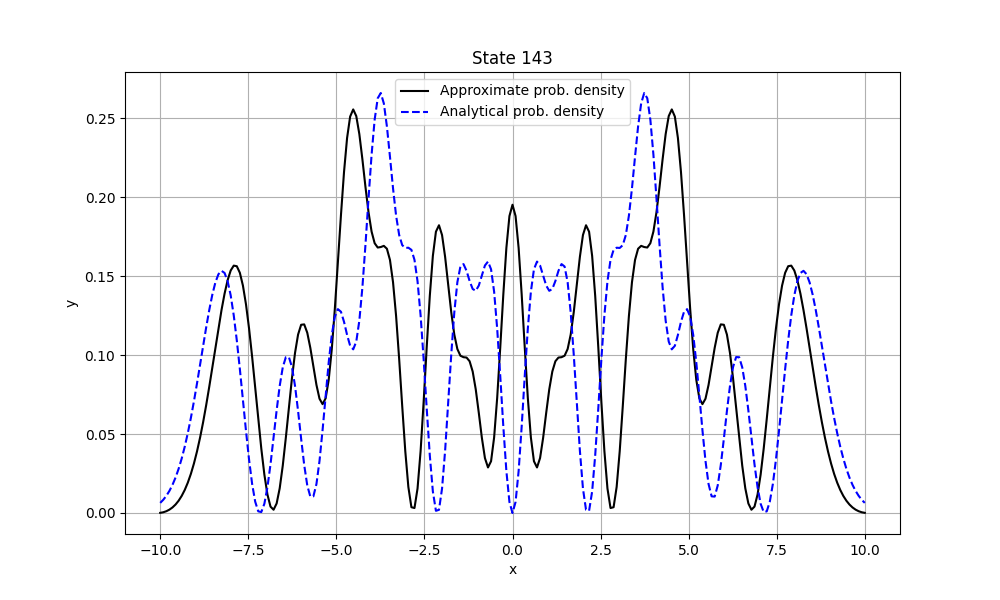 State 143
Approximate prob. density
Analytical prob. density
y
0.25
0.20
0.15
0.10
0.05
0.00
−10.0 −7.5 −5.0 −2.5 0.0 2.5 5.0 7.5 10.0
x